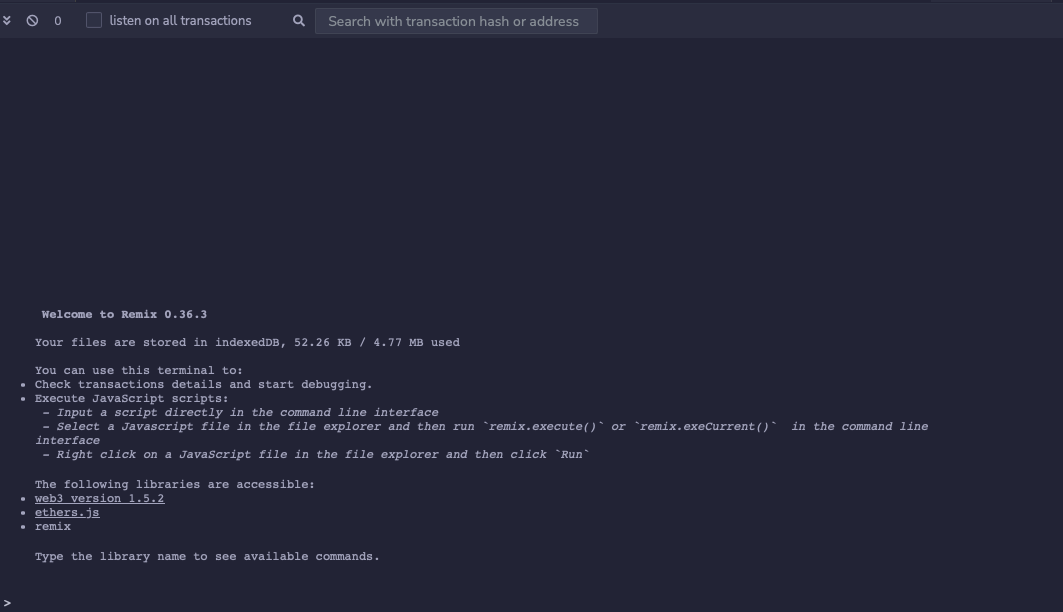 0 listen on all transactions Search with transaction hash or address
Welcome to Remix 0.36.3
Your files are stored in indexedDB, 52.26 KB / 4.77 MB used
You can use this terminal to:
• Check transactions details and start debugging.
• Execute JavaScript scripts:
- Input a script directly in the command line interface
- Select a Javascript file in the file explorer and then run `remix.execute()` or `remix.exeCurrent()` in the command line
interface
- Right click on a JavaScript file in the file explorer and then click `Run`
The following libraries are accessible:
• web3 version 1.5.2
• ethers.js
• remix
Type the library name to see available commands.
>